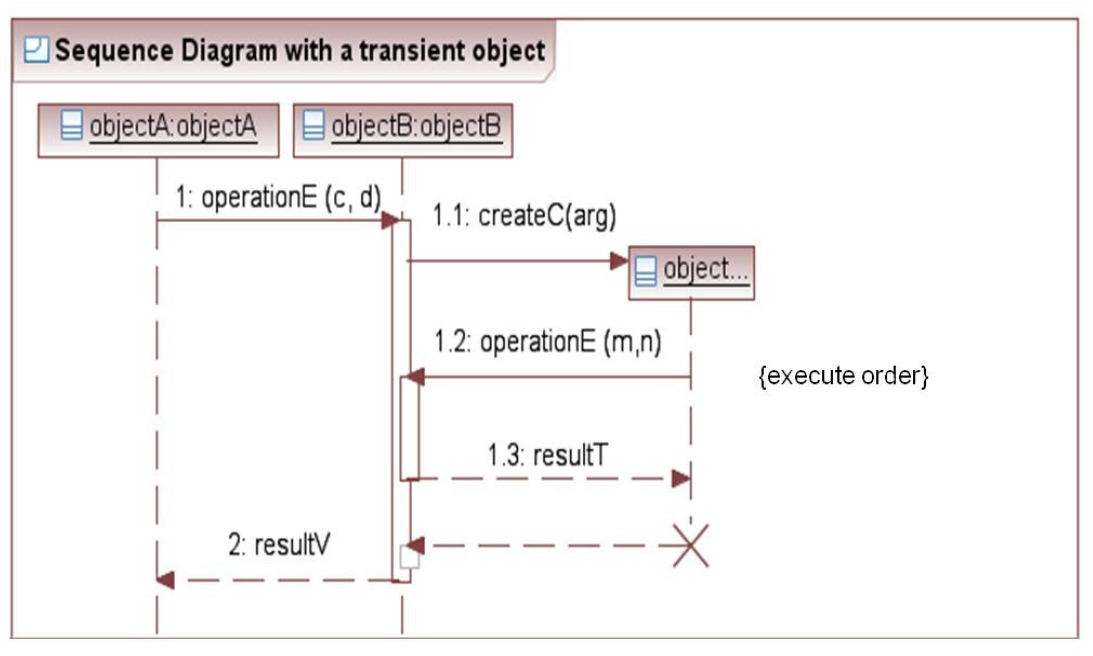 Sequence Diagram with a transient object
objectA:objectA
objectB:objectB
1: operationE (c, d)
1.1: createC(arg)
object...
1.2: operationE (m,n)
{execute order}
1.3: resultT
2: resultV